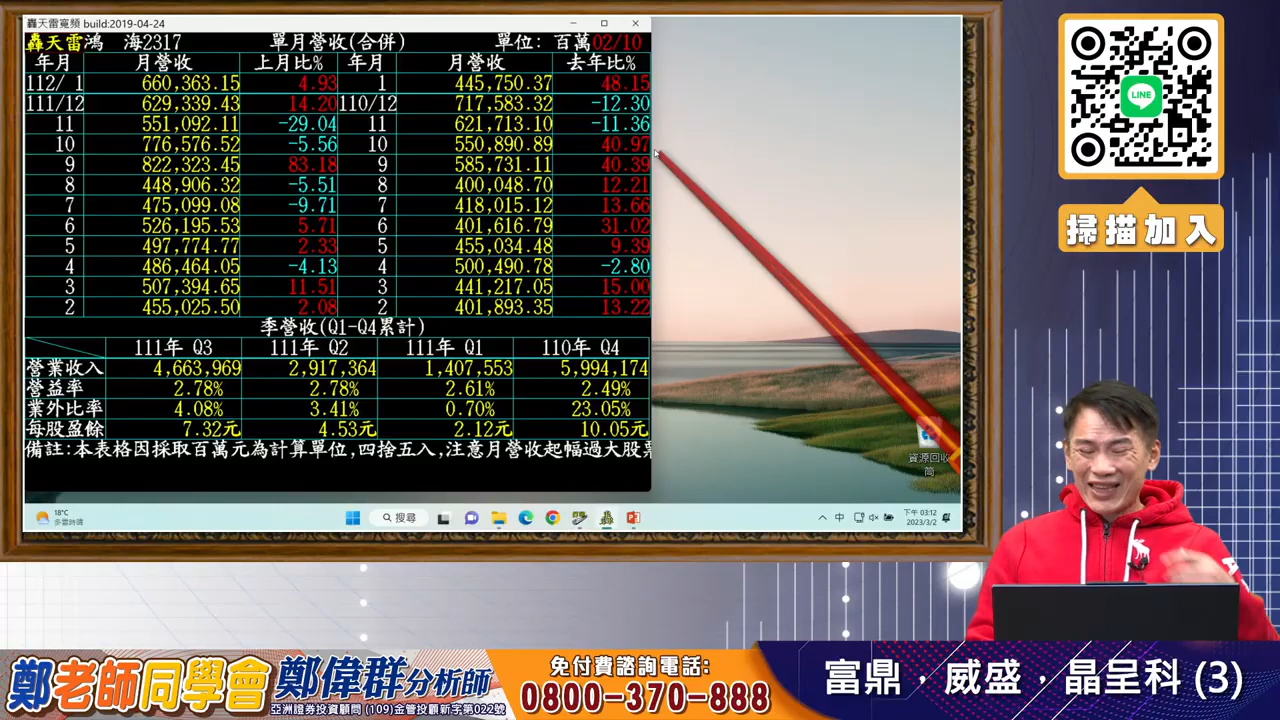 轟天雷寬頻 build:2019-04-24
轟天雷鴻 海2317 單月營收(合併) 單位: 百萬02/10
年月 月營收 上月比% 年月 月營收 去年比%
112/ 1 660,363.15 4.93 1 445,750.37 48.15
111/12 629,339.43 14.20 110/12 717,583.32 -12.30
11 551,092.11 -29.04 11 621,713.10 -11.36
10 776,576.52 -5.56 10 550,890.89 40.97
9 822,323.45 83.18 9 585,731.11 40.39
8 448,906.32 -5.51 8 400,048.70 12.21
7 475,099.08 -9.71 7 418,015.12 13.66
6 526,195.53 5.71 6 401,616.79 31.02
5 497,774.77 2.33 5 455,034.48 9.39
4 486,464.05 -4.13 4 500,490.78 -2.80
3 507,394.65 11.51 3 441,217.05 15.00
2 455,025.50 2.08 2 401,893.35 13.22
季營收(Q1-Q4累計)
111年 Q3 111年 Q2 111年 Q1 110年 Q4
營業收入 4,663,969 2,917,364 1,407,553 5,994,174
營益率 2.78% 2.78% 2.61% 2.49%
業外比率 4.08% 3.41% 0.70% 23.05%
每股盈餘 7.32元 4.53元 2.12元 10.05元
備註:本表格因採取百萬元為計算單位,四捨五入,注意月營收起幅過大股票
資源回收
筒
18°C
多雲時晴
搜尋
中
下午 03:12
2023/3/2
LINE
掃描加入
鄭老師同學會
鄭偉群分析師
亞洲證券投資顧問 (109)金管投顧新字第022號
免付費諮詢電話:
0800-370-888
富鼎，威盛，晶呈科 (3)